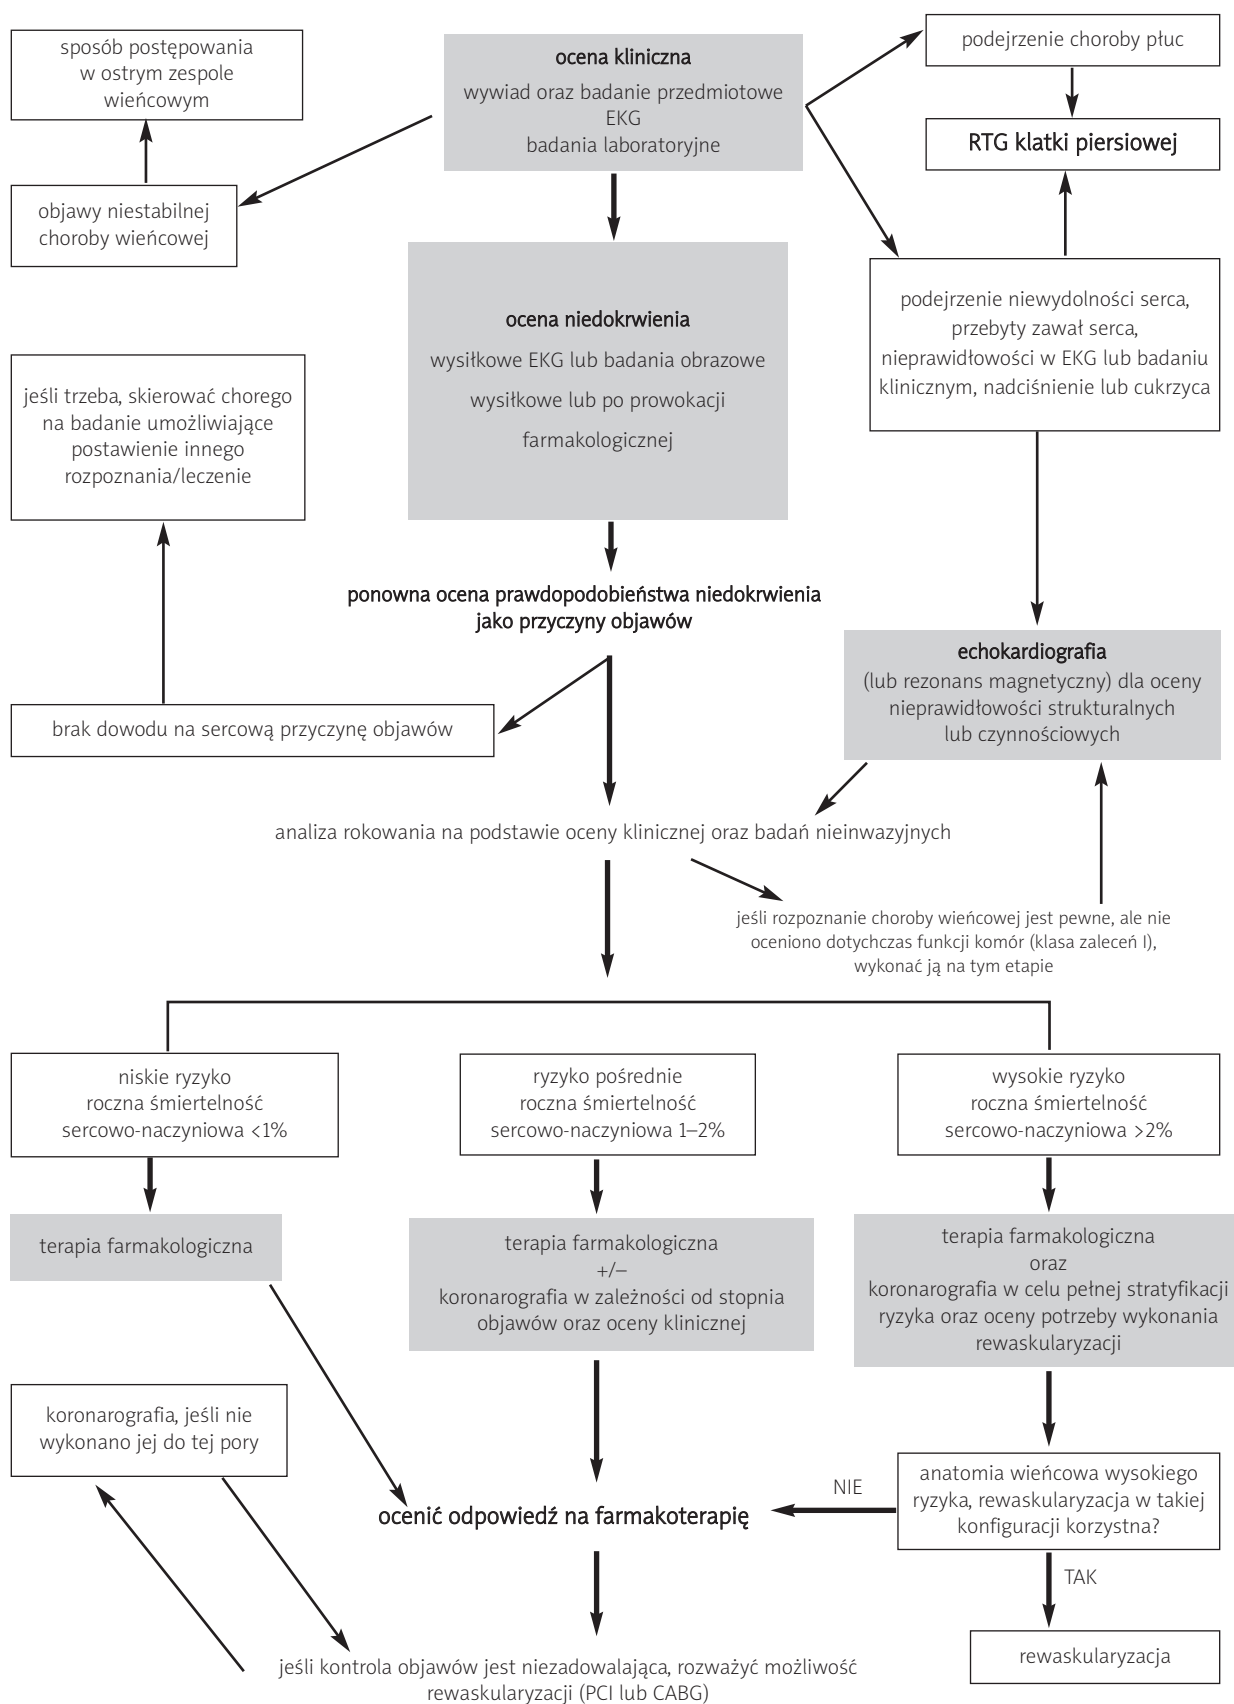 sposób postępowania
w ostrym zespole
wieńcowym
ocena kliniczna
wywiad oraz badanie przedmiotowe
EKG
badania laboratoryjne
podejrzenie choroby płuc
RTG klatki piersiowej
objawy niestabilnej
choroby wieńcowej
ocena niedokrwienia
wysiłkowe EKG lub badania obrazowe
wysiłkowe lub po prowokacji
farmakologicznej
podejrzenie niewydolności serca,
przebyty zawał serca,
nieprawidłowości w EKG lub badaniu
klinicznym, nadciśnienie lub cukrzyca
jeśli trzeba, skierować chorego
na badanie umożliwiające
postawienie innego
rozpoznania/leczenie
ponowna ocena prawdopodobieństwa niedokrwienia
jako przyczyny objawów
echokardiografia
(lub rezonans magnetyczny) dla oceny
nieprawidłowości strukturalnych
lub czynnościowych
brak dowodu na sercową przyczynę objawów
analiza rokowania na podstawie oceny klinicznej oraz badań nieinwazyjnych
jeśli rozpoznanie choroby wieńcowej jest pewne, ale nie
oceniono dotychczas funkcji komór (klasa zaleceń I),
wykonać ją na tym etapie
niskie ryzyko
roczna śmiertelność
sercowo-naczyniowa <1%
ryzyko pośrednie
roczna śmiertelność
sercowo-naczyniowa 1–2%
wysokie ryzyko
roczna śmiertelność
sercowo-naczyniowa >2%
terapia farmakologiczna
terapia farmakologiczna
+/–
koronarografia w zależności od stopnia
objawów oraz oceny klinicznej
terapia farmakologiczna
oraz
koronarografia w celu pełnej stratyfikacji
ryzyka oraz oceny potrzeby wykonania
rewaskularyzacji
koronarografia, jeśli nie
wykonano jej do tej pory
ocenić odpowiedź na farmakoterapię
NIE
anatomia wieńcowa wysokiego
ryzyka, rewaskularyzacja w takiej
konfiguracji korzystna?
TAK
rewaskularyzacja
jeśli kontrola objawów jest niezadowalająca, rozważyć możliwość
rewaskularyzacji (PCI lub CABG)